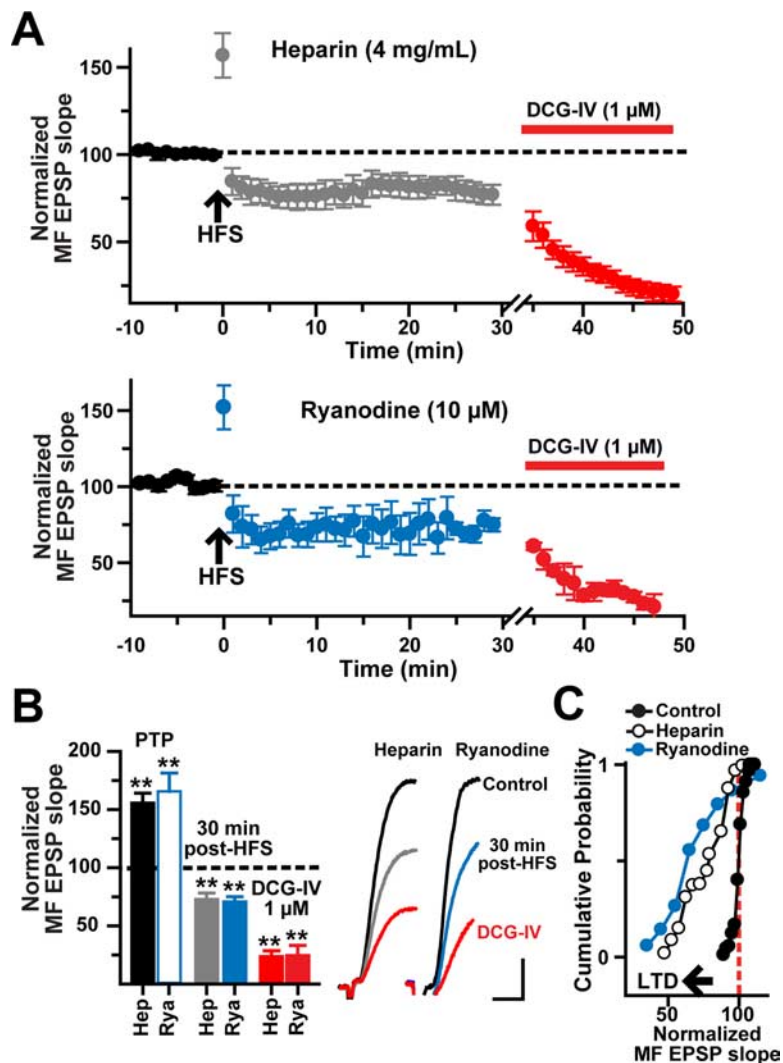 A
Heparin (4 mg/mL)
DCG-IV (1 µM)
Normalized
MF EPSP slope
150
100
50
HFS
-10
0
10
20
30
40
50
Time (min)
Ryanodine (10 µM)
DCG-IV (1 µM)
Normalized
MF EPSP slope
150
100
50
HFS
-10
0
10
20
30
40
50
Time (min)
B
Normalized
MF EPSP slope
200
150
100
50
PTP
** **
30 min
post-HFS
** **
DCG-IV
1 µM
** **
Hep
Rya
Hep
Rya
Hep
Rya
Heparin
Ryanodine
Control
30 min
post-HFS
DCG-IV
C
Control
Heparin
Ryanodine
Cumulative Probability
1
0
LTD
50
100
Normalized
MF EPSP slope